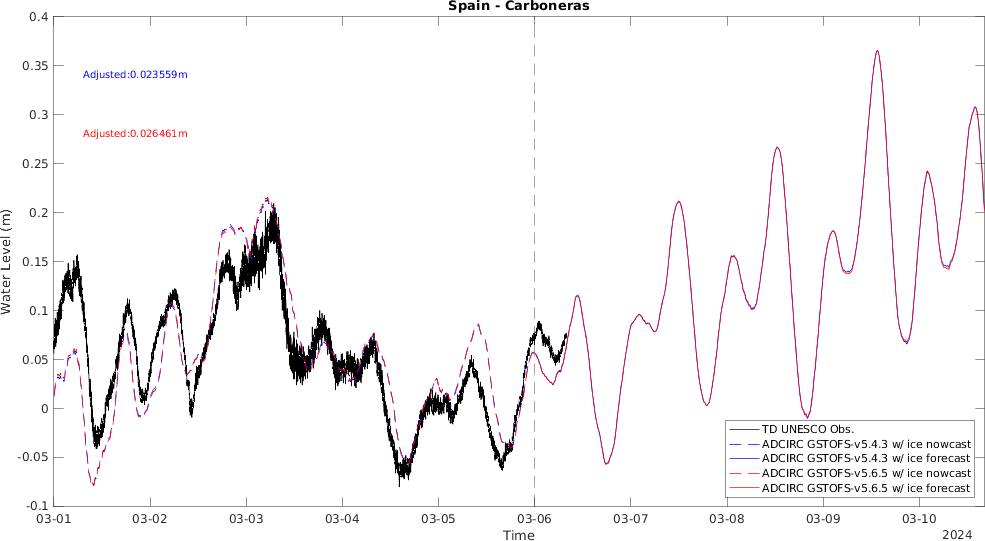 Spain - Carboneras
0.4
0.35
0.3
0.25
0.2
0.15
0.1
0.05
0
-0.05
-0.1
Water Level (m)
Adjusted:0.023559m
Adjusted:0.026461m
TD UNESCO Obs.
ADCIRC GSTOFS-v5.4.3 w/ ice nowcast
ADCIRC GSTOFS-v5.4.3 w/ ice forecast
ADCIRC GSTOFS-v5.6.5 w/ ice nowcast
ADCIRC GSTOFS-v5.6.5 w/ ice forecast
03-01 03-02 03-03 03-04 03-05 03-06 03-07 03-08 03-09 03-10
Time
2024